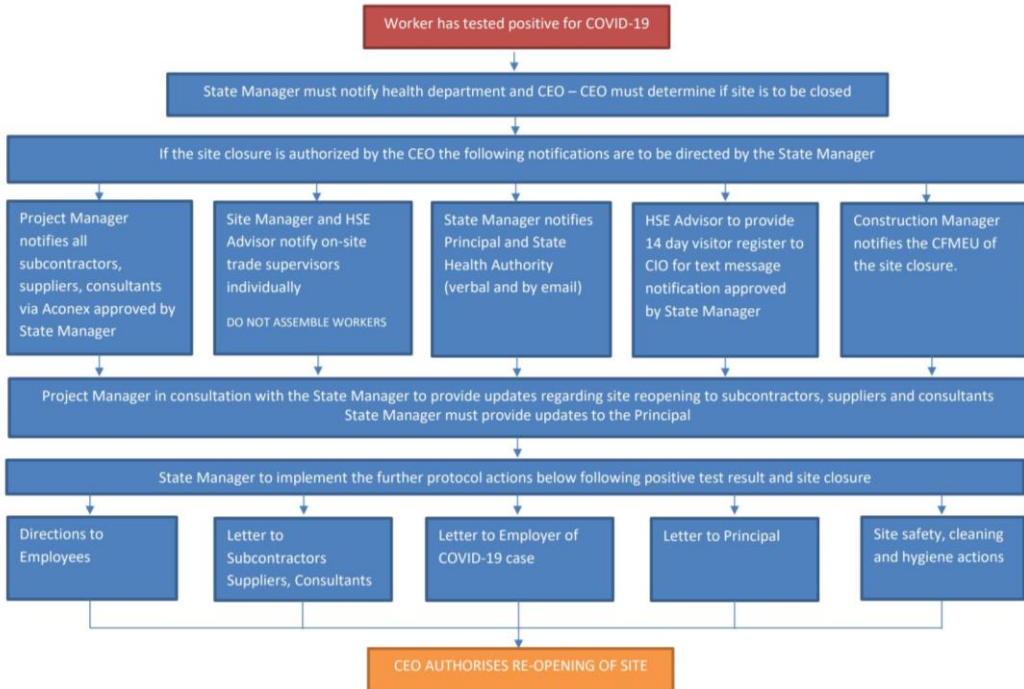 Worker has tested positive for COVID-19
State Manager must notify health department and CEO – CEO must determine if site is to be closed
If the site closure is authorized by the CEO the following notifications are to be directed by the State Manager
Project Manager
notifies all
subcontractors,
suppliers, consultants
via Aconex approved by
State Manager
Site Manager and HSE
Advisor notify on-site
trade supervisors
individually
DO NOT ASSEMBLE WORKERS
State Manager notifies
Principal and State
Health Authority
(verbal and by email)
HSE Advisor to provide
14 day visitor register to
CIO for text message
notification approved
by State Manager
Construction Manager
notifies the CFMEU of
the site closure.
Project Manager in consultation with the State Manager to provide updates regarding site reopening to subcontractors, suppliers and consultants
State Manager must provide updates to the Principal
State Manager to implement the further protocol actions below following positive test result and site closure
Directions to
Employees
Letter to
Subcontractors
Suppliers, Consultants
Letter to Employer of
COVID-19 case
Letter to Principal
Site safety, cleaning
and hygiene actions
CEO AUTHORISES RE-OPENING OF SITE